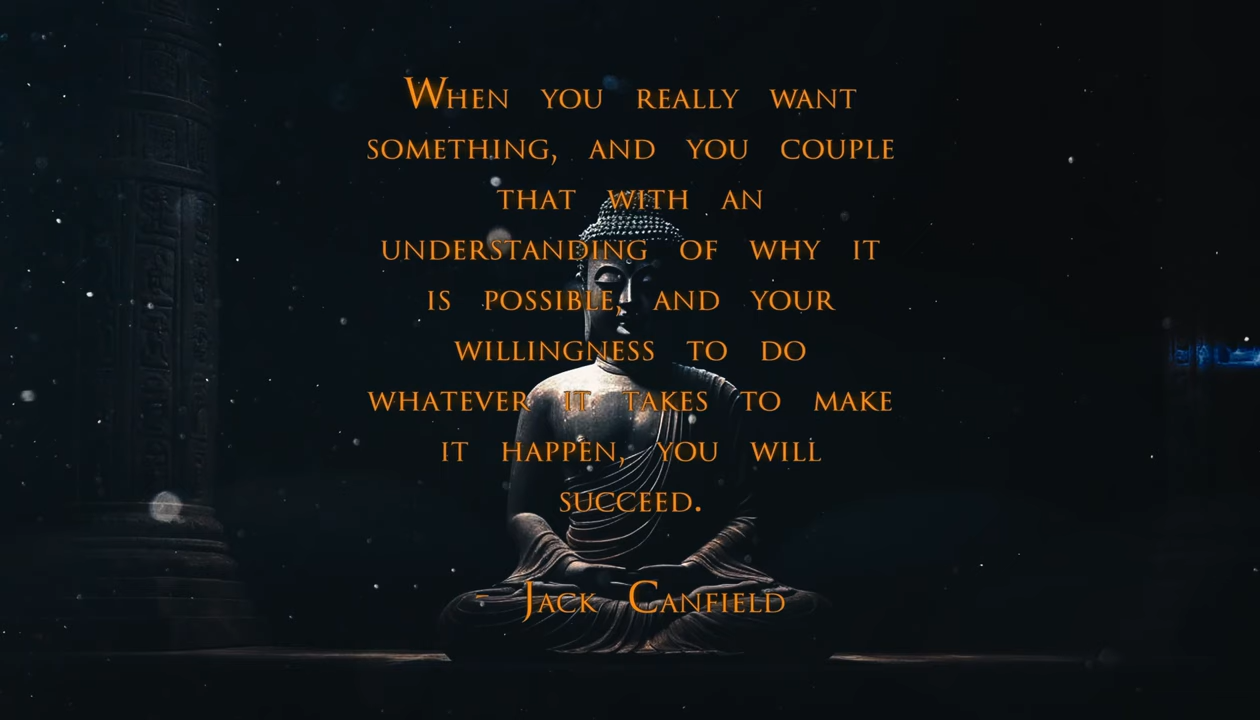 When you really want
something, and you couple
that with an
understanding of why it
is possible, and your
willingness to do
whatever it takes to make
it happen, you will
succeed.
- Jack Canfield